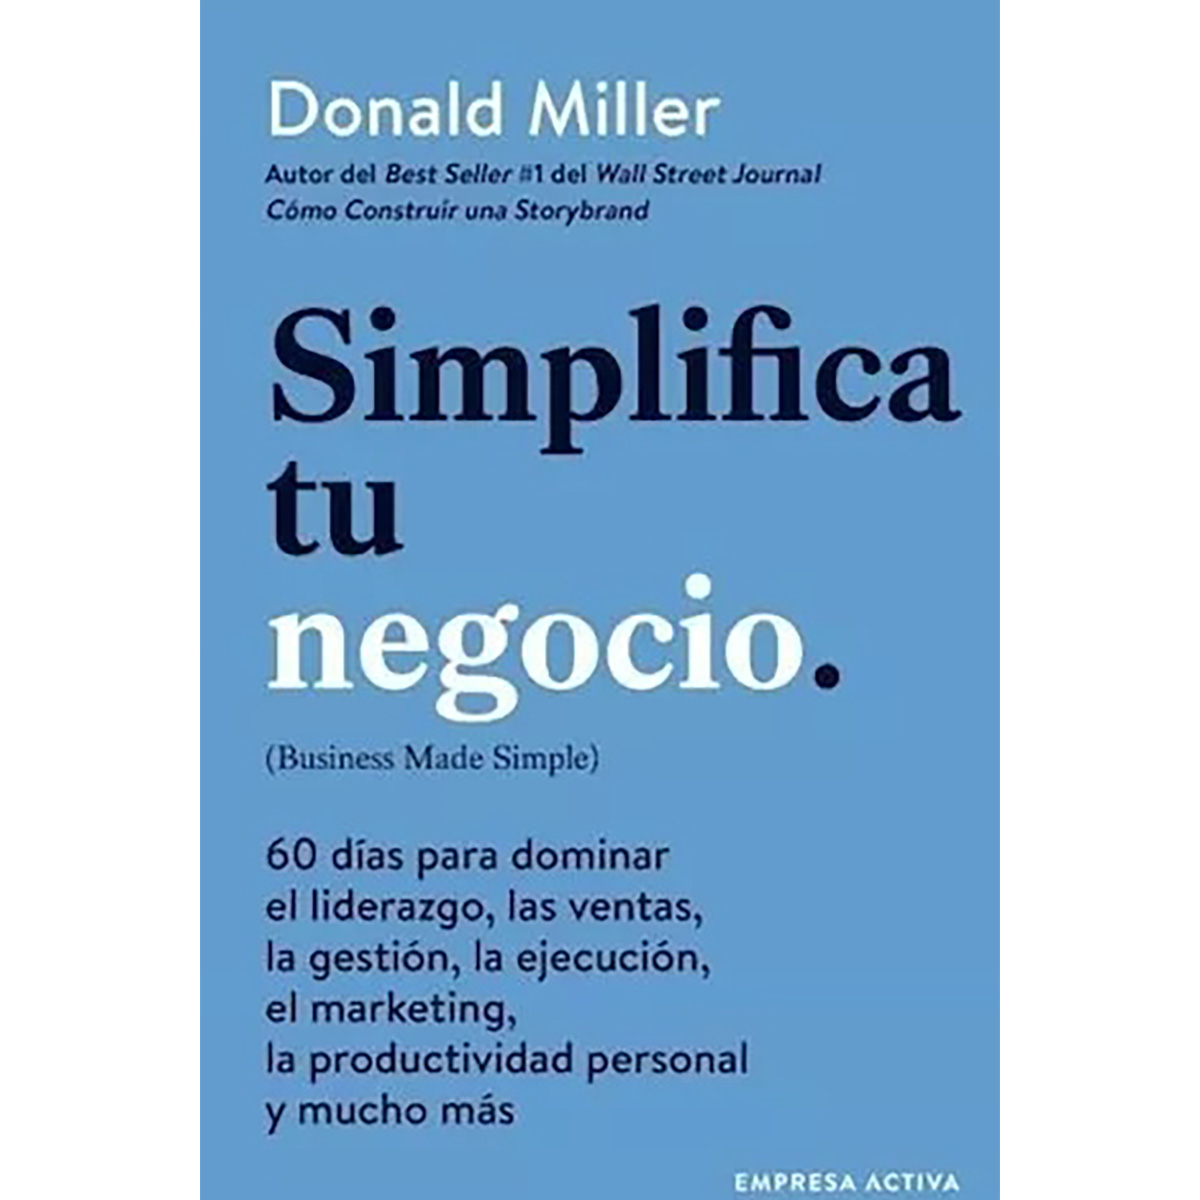 Donald Miller
Autor del Best Seller #1 del Wall Street Journal
Cómo Construir una Storybrand
Simplifica
tu
negocio.
(Business Made Simple)
60 días para dominar
el liderazgo, las ventas,
la gestión, la ejecución,
el marketing,
la productividad personal
y mucho más
EMPRESA ACTIVA